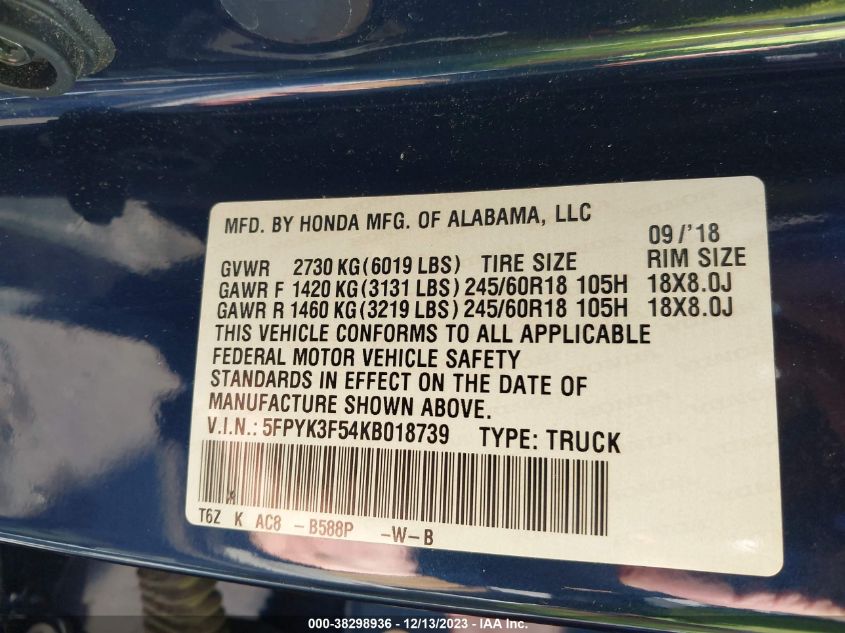 MFD. BY HONDA MFG. OF ALABAMA, LLC
09/'18
GVWR 2730 KG(6019 LBS) TIRE SIZE RIM SIZE
GAWR F 1420 KG(3131 LBS) 245/60R18 105H 18X8.0J
GAWR R 1460 KG(3219 LBS) 245/60R18 105H 18X8.0J
THIS VEHICLE CONFORMS TO ALL APPLICABLE
FEDERAL MOTOR VEHICLE SAFETY
STANDARDS IN EFFECT ON THE DATE OF
MANUFACTURE SHOWN ABOVE.
V.I.N.: 5FPYK3F54KB018739 TYPE: TRUCK
T6Z K AC8 - B588P -W-B
000-38298936 - 12/13/2023 - IAA Inc.